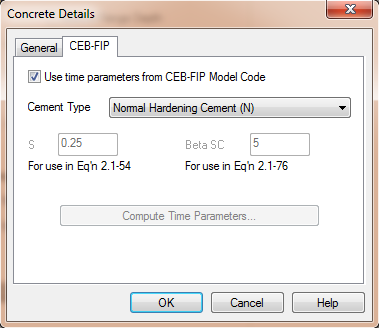 Concrete Details
General
CEB-FIP
Use time parameters from CEB-FIP Model Code
Cement Type
Normal Hardening Cement (N)
S
0.25
Beta SC
5
For use in Eq'n 2.1-54
For use in Eq'n 2.1-76
Compute Time Parameters...
OK
Cancel
Help